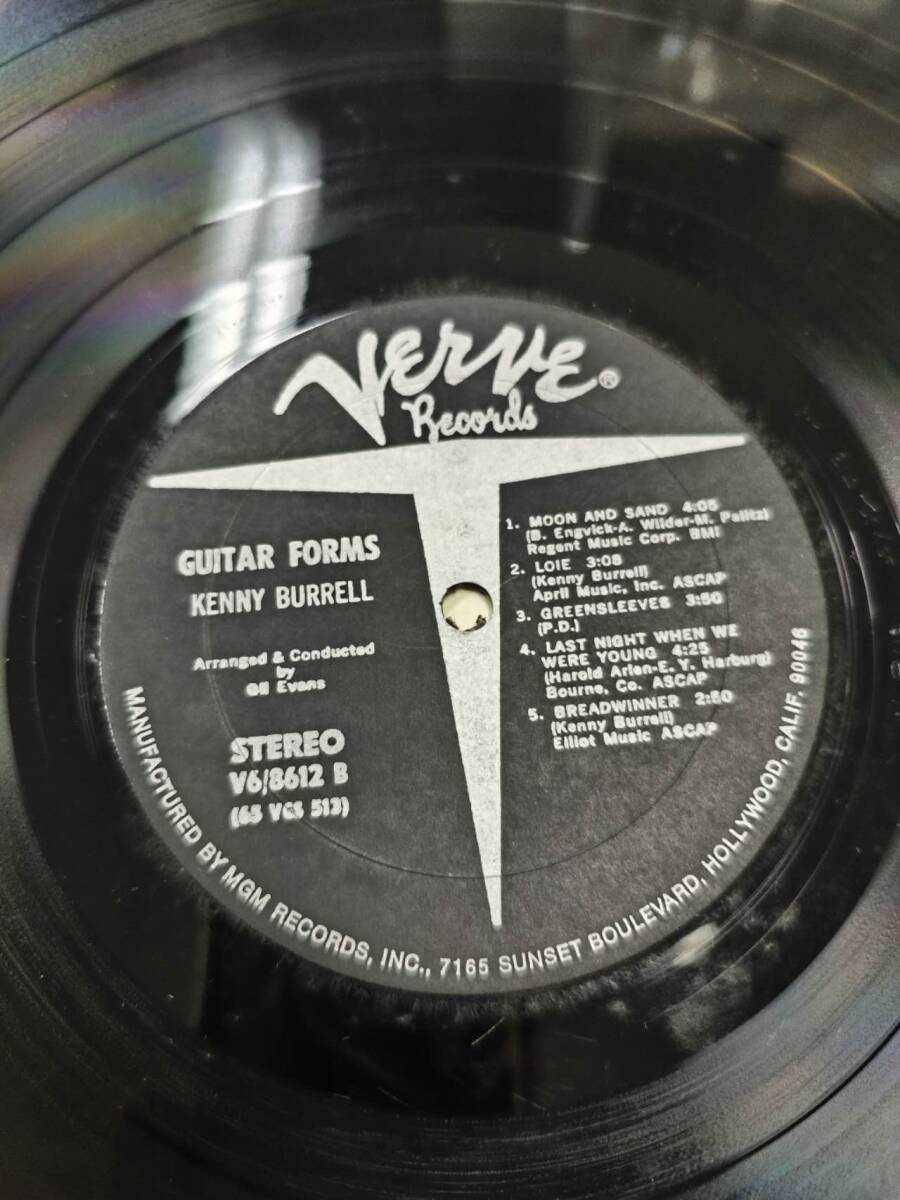 Verve®
Records
GUITAR FORMS
KENNY BURRELL
Arranged & Conducted
by
Gil Evans
STEREO
V6/8612 B
(65 VCS 513)
1. MOON AND SAND 4:05
(B. Engvick-A. Wilder-M. Palitz)
Regent Music Corp. BMI
2. LOIE 3:08
(Kenny Burrell)
April Music, Inc. ASCAP
3. GREENSLEEVES 3:50
(P.D.)
4. LAST NIGHT WHEN WE
WERE YOUNG 4:25
(Harold Arlen-E. Y. Harburg)
Bourne, Co. ASCAP
5. BREADWINNER 2:50
(Kenny Burrell)
Elliot Music ASCAP
MANUFACTURED BY MGM RECORDS, INC., 7165 SUNSET BOULEVARD, HOLLYWOOD, CALIF. 90046